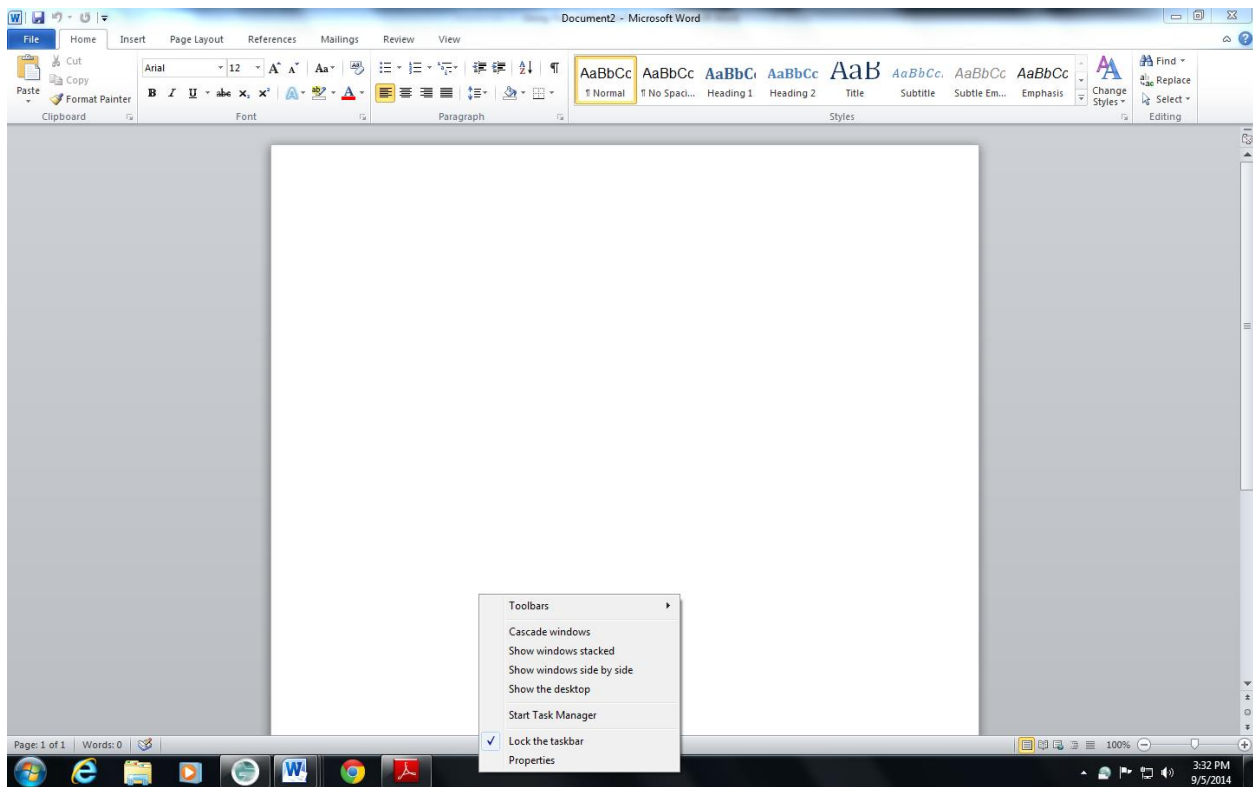 Document2 - Microsoft Word
File Home Insert Page Layout References Mailings Review View
Cut
Copy
Format Painter
Paste
Clipboard
Arial 12
Aa
B I U abc x₂ x² A A
Font
Paragraph
AaBbCc AaBbCc AaBbC AaBbCc AaB AaBbCc. AaBbCc AaBbCc
¶ Normal ¶ No Spaci... Heading 1 Heading 2 Title Subtitle Subtle Em... Emphasis
Change Styles
Styles
Find
Replace
Select
Editing
Toolbars
Cascade windows
Show windows stacked
Show windows side by side
Show the desktop
Start Task Manager
Lock the taskbar
Properties
Page: 1 of 1 Words: 0
100%
3:32 PM
9/5/2014